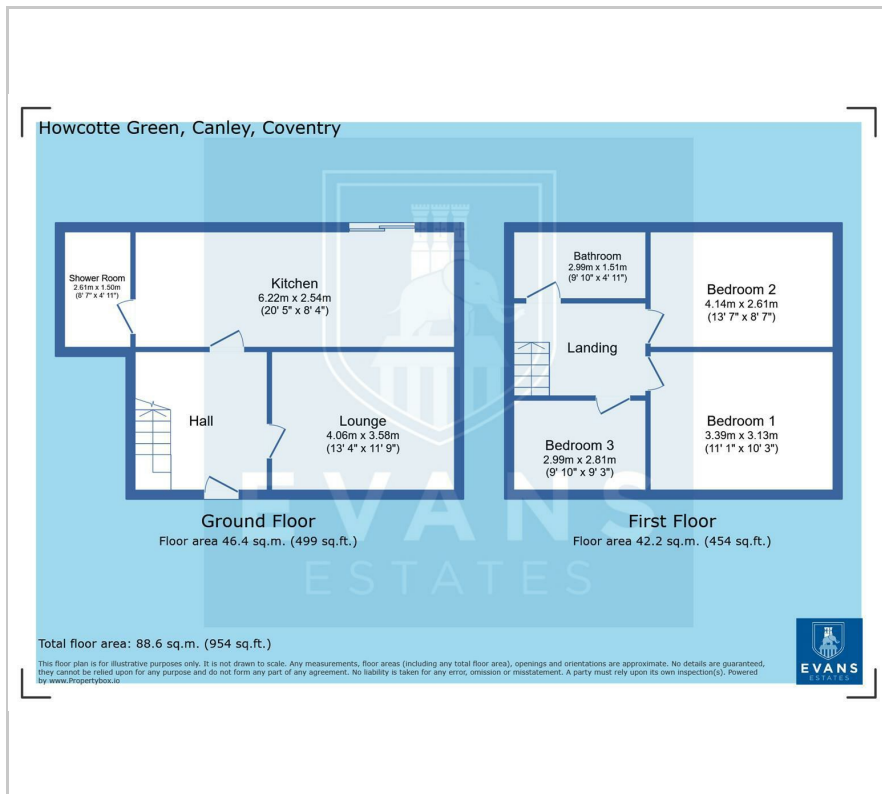 Howcotte Green, Canley, Coventry
Shower Room
2.61m x 1.50m
(8' 7" x 4' 11")
Kitchen
6.22m x 2.54m
(20' 5" x 8' 4")
Hall
Lounge
4.06m x 3.58m
(13' 4" x 11' 9")
Ground Floor
Floor area 46.4 sq.m. (499 sq.ft.)
Bathroom
2.99m x 1.51m
(9' 10" x 4' 11")
Bedroom 2
4.14m x 2.61m
(13' 7" x 8' 7")
Landing
Bedroom 3
2.99m x 2.81m
(9' 10" x 9' 3")
Bedroom 1
3.39m x 3.13m
(11' 1" x 10' 3")
First Floor
Floor area 42.2 sq.m. (454 sq.ft.)
EVANS
ESTATES
Total floor area: 88.6 sq.m. (954 sq.ft.)
This floor plan is for illustrative purposes only. It is not drawn to scale. Any measurements, floor areas (including any total floor area), openings and orientations are approximate. No details are guaranteed,
they cannot be relied upon for any purpose and do not form any part of any agreement. No liability is taken for any error, omission or misstatement. A party must rely upon its own inspection(s). Powered
by www.Propertybox.io
EVANS
ESTATES